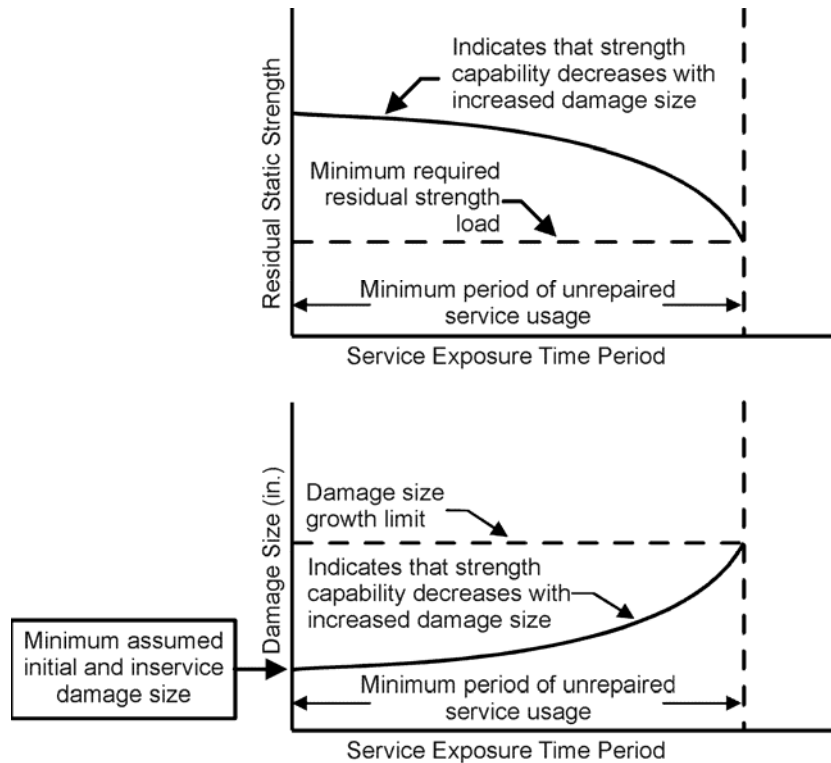 Indicates that strength
capability decreases with
increased damage size
Residual Static Strength
Minimum required
residual strength
load
Minimum period of unrepaired
service usage
Service Exposure Time Period
Damage Size (in.)
Damage size
growth limit
Indicates that strength
capability decreases with
increased damage size
Minimum assumed
initial and inservice
damage size
Minimum period of unrepaired
service usage
Service Exposure Time Period